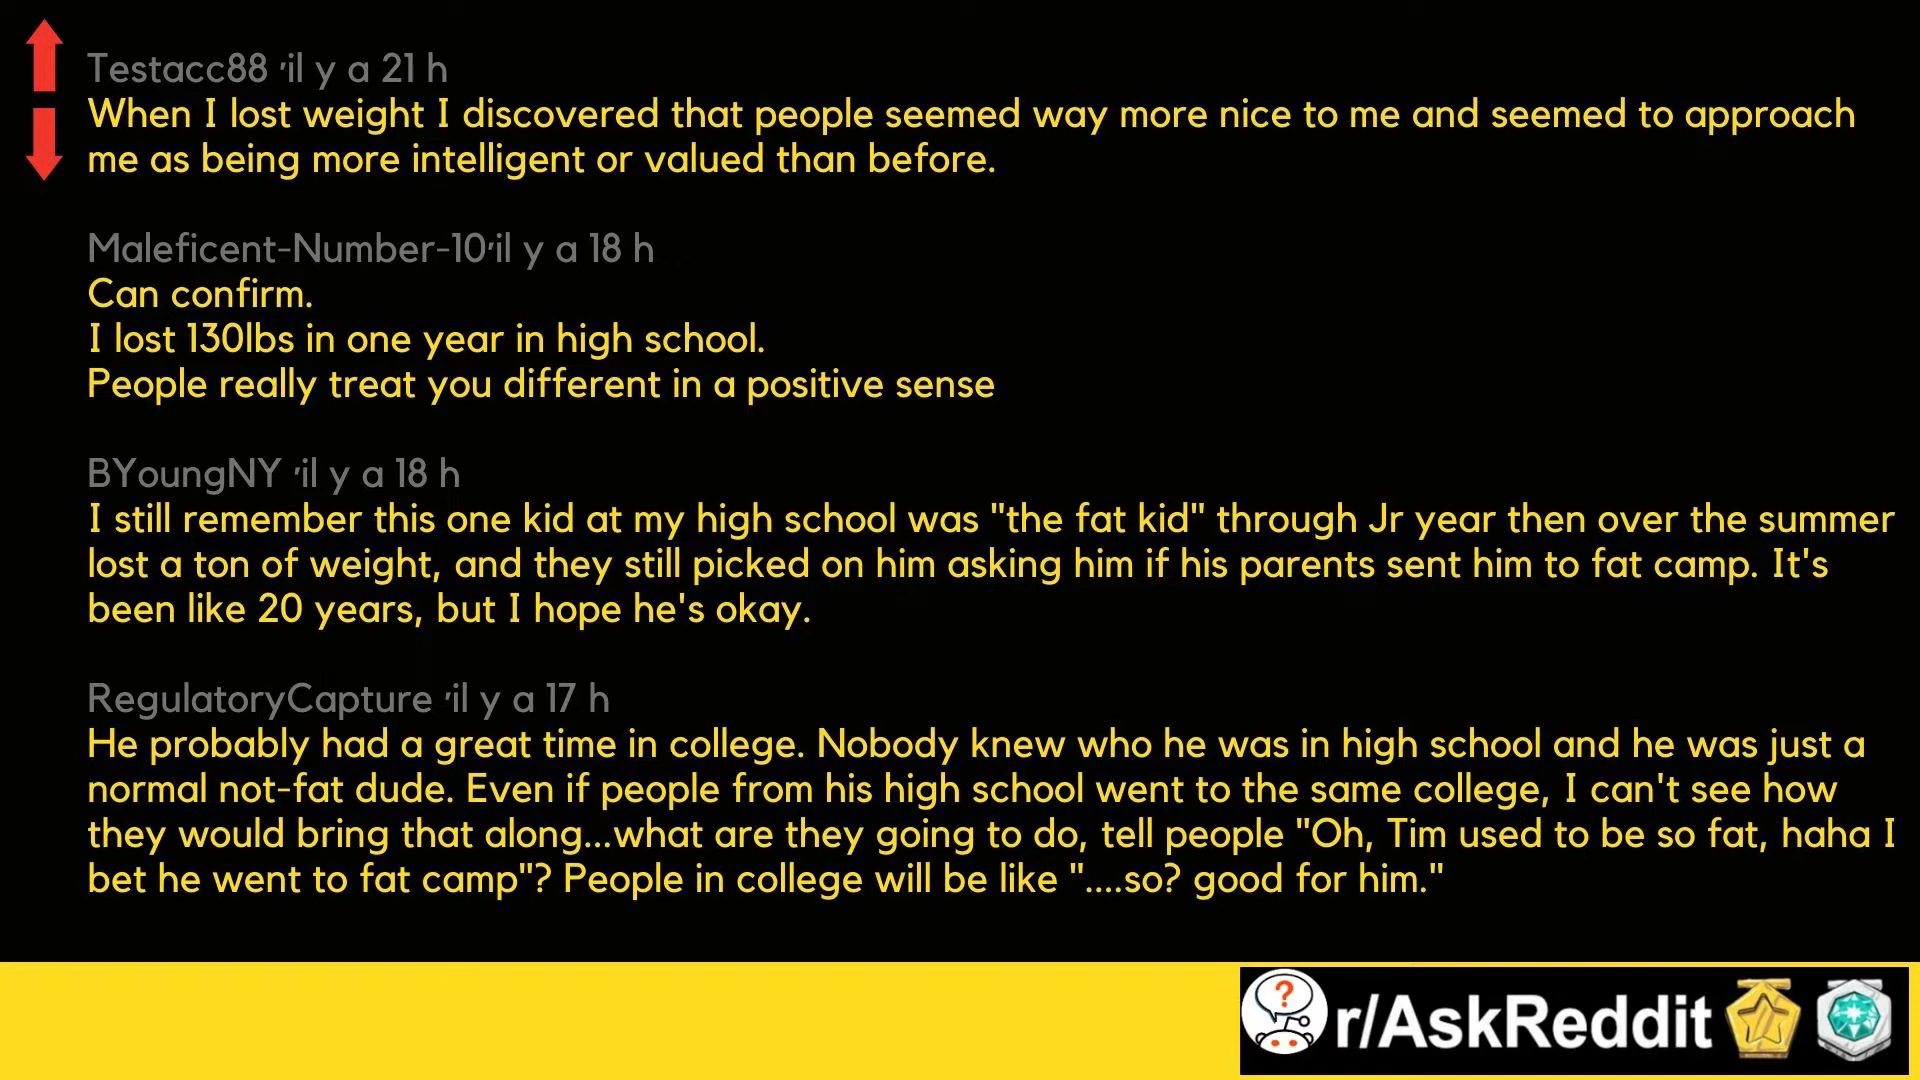 Testacc88 ·il y a 21 h
When I lost weight I discovered that people seemed way more nice to me and seemed to approach
me as being more intelligent or valued than before.
Maleficent-Number-10·il y a 18 h
Can confirm.
I lost 130lbs in one year in high school.
People really treat you different in a positive sense
BYoungNY ·il y a 18 h
I still remember this one kid at my high school was "the fat kid" through Jr year then over the summer
lost a ton of weight, and they still picked on him asking him if his parents sent him to fat camp. It's
been like 20 years, but I hope he's okay.
RegulatoryCapture ·il y a 17 h
He probably had a great time in college. Nobody knew who he was in high school and he was just a
normal not-fat dude. Even if people from his high school went to the same college, I can't see how
they would bring that along...what are they going to do, tell people "Oh, Tim used to be so fat, haha I
bet he went to fat camp"? People in college will be like "....so? good for him."
?
r/AskReddit